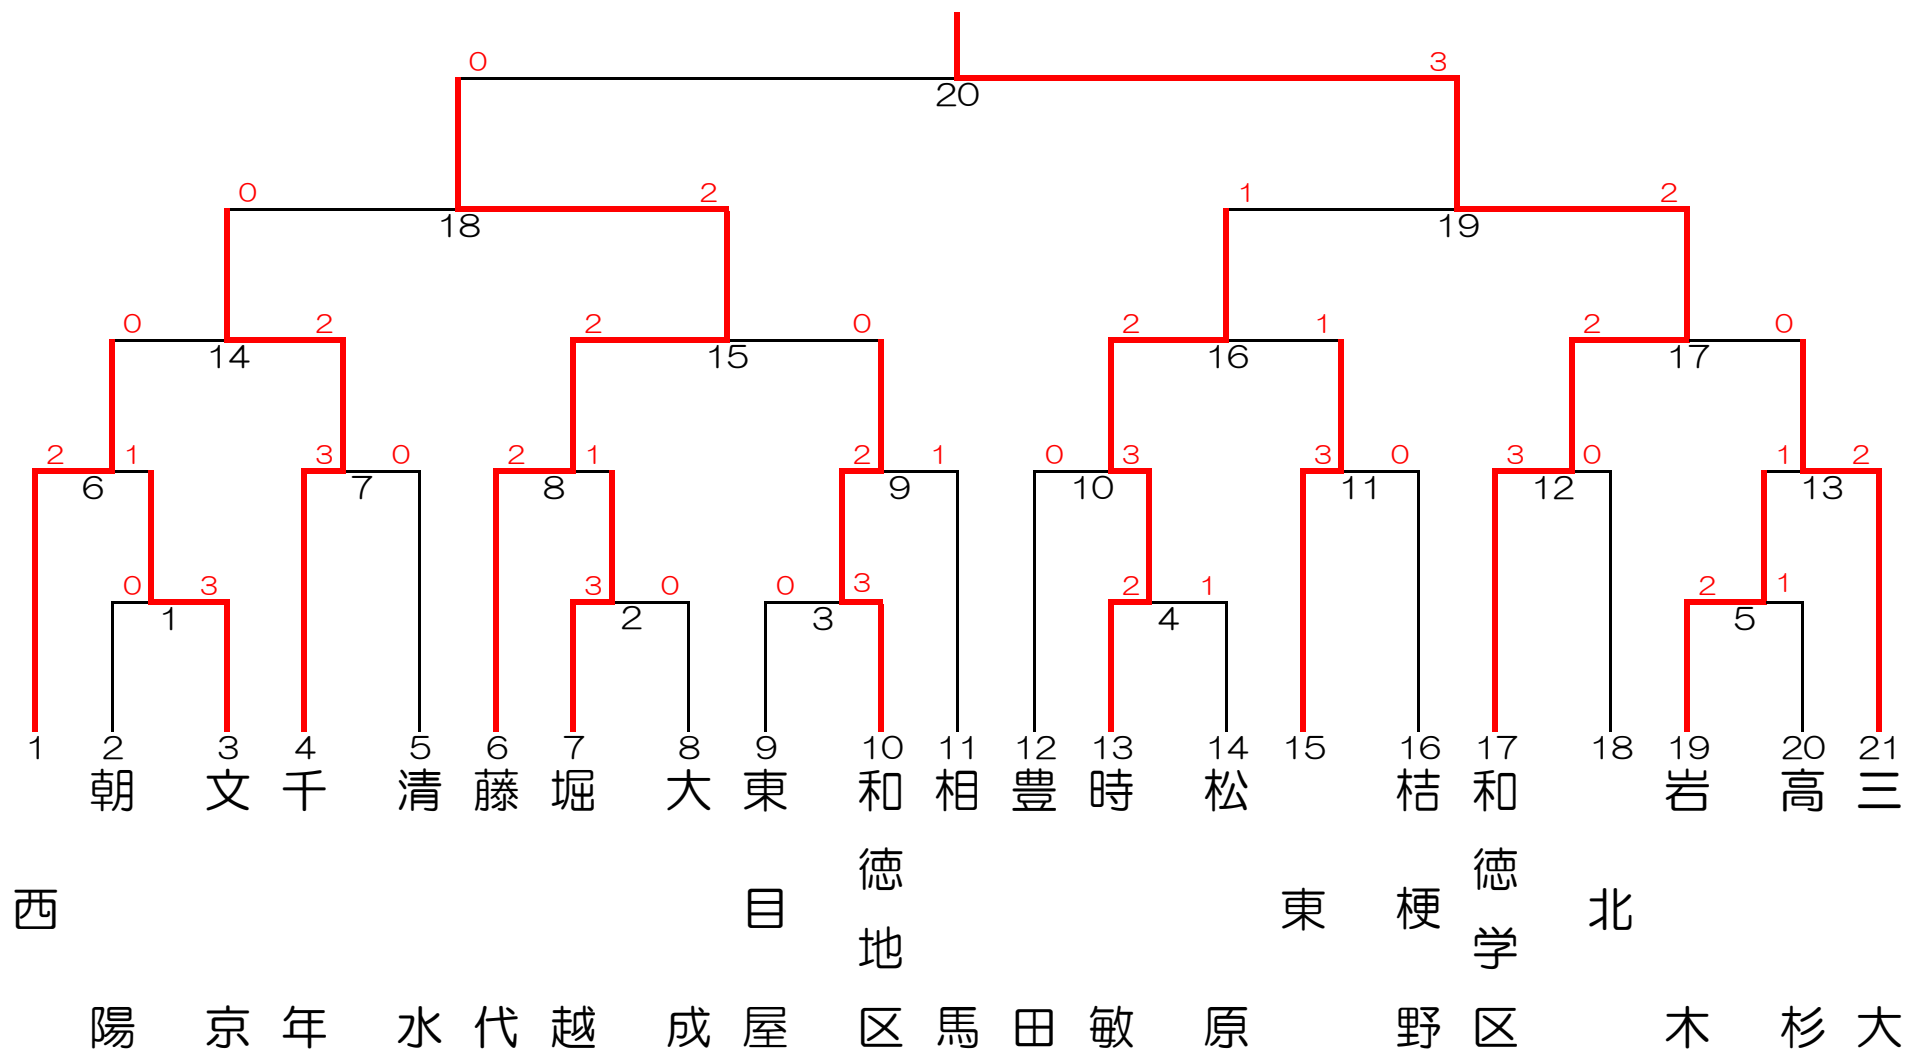 0 3
20
0 2 1 2
18 19
0 2 2 0 2 1 2 0
14 15 16 17
2 1 3 0 2 1 2 1 0 3 3 0 3 0 1 2
6 7 8 9 10 11 12 13
0 3 3 0 0 3 2 1 2 1
1 2 3 4 5
1 2 3 4 5 6 7 8 9 10 11 12 13 14 15 16 17 18 19 20 21
西
朝陽
文京
千年
清水
藤代
堀越
大成
東目屋
和徳地区
相馬
豊田
時敏
松原
東
桔梗野
和徳学区
北
岩木
高杉
三大